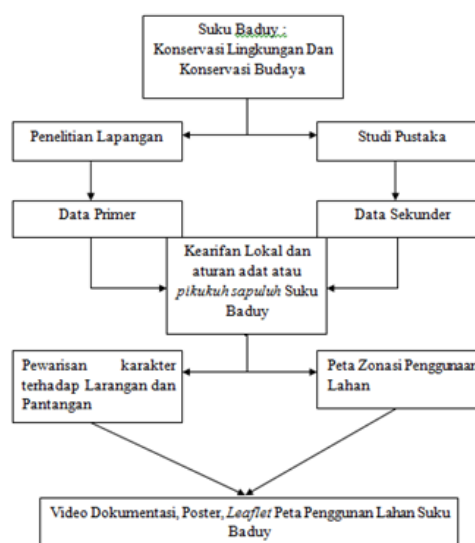 Suku Baduy :
Konservasi Lingkungan Dan
Konservasi Budaya
Penelitian Lapangan
Studi Pustaka
Data Primer
Data Sekunder
Kearifan Lokal dan
aturan adat atau
pikukuh sapuluh Suku
Baduy
Pewarisan karakter
terhadap Larangan dan
Pantangan
Peta Zonasi Penggunaan
Lahan
Video Dokumentasi, Poster, Leaflet Peta Penggunan Lahan Suku
Baduy